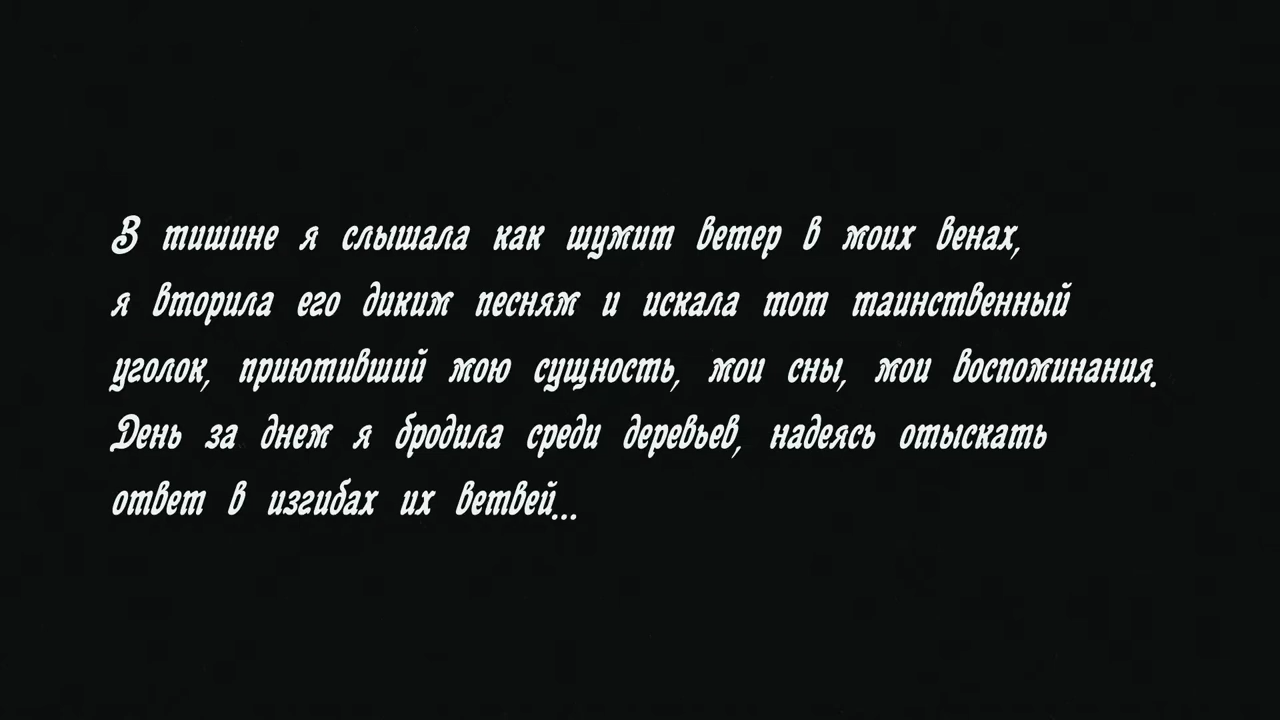 В тишине я слышала как шумит ветер в моих венах,
я вторила его диким песням и искала тот таинственный
уголок, приютивший мою сущность, мои сны, мои воспоминания.
День за днем я бродила среди деревьев, надеясь отыскать
ответ в изгибах их ветвей...